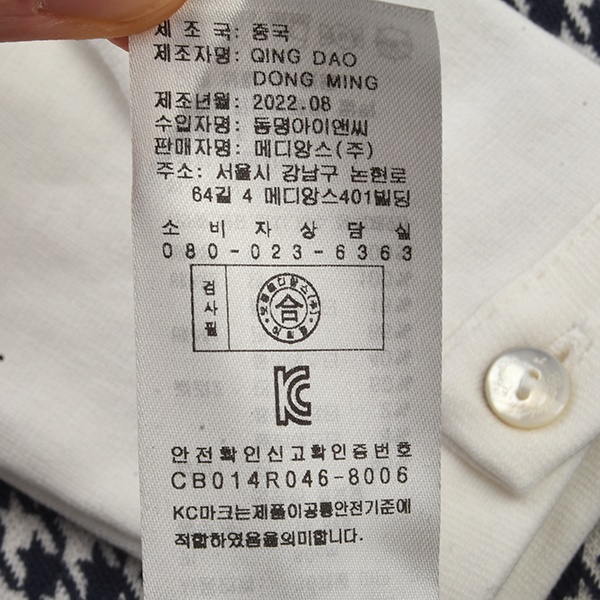 제 조 국: 중국
제조자명: QING DAO
DONG MING
제조년월: 2022.08
수입자명: 동명아이앤씨
판매자명: 메디앙스(주)
주소: 서울시 강남구 논현로
64길 4 메디앙스401빌딩
소 비 자 상 담 실
080-023-6363
검사필
合
KC
안전확인신고확인증번호
CB014R046-8006
KC마크는제품이공통안전기준에
적합하였음을의미합니다.